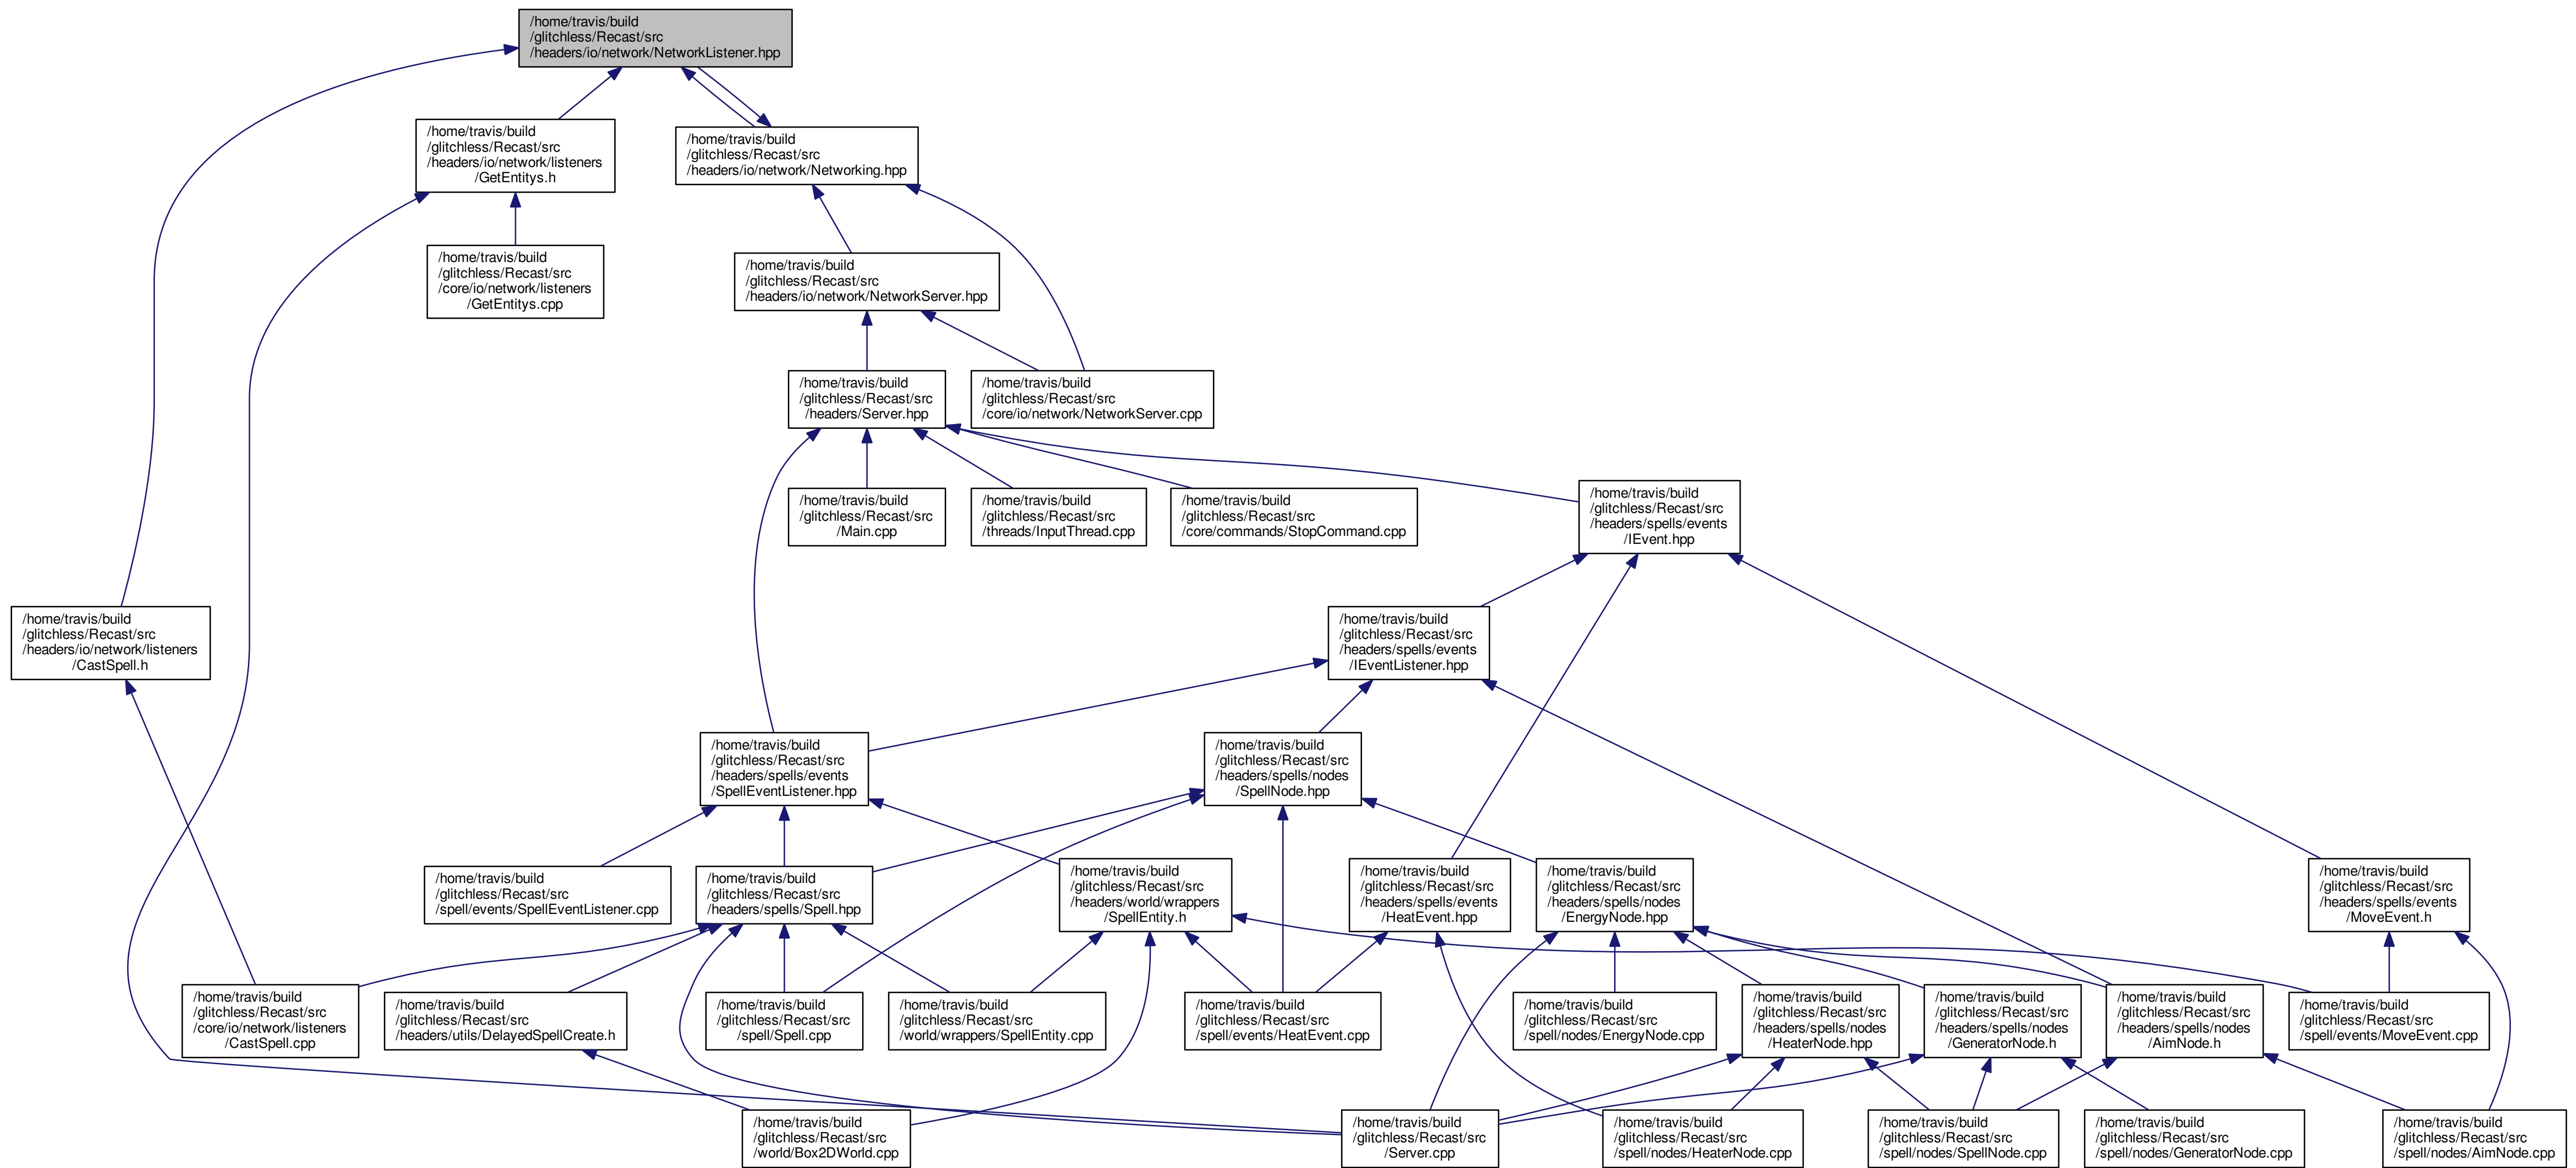 /home/travis/build
/glitchless/Recast/src
/headers/io/network/NetworkListener.hpp
/home/travis/build
/glitchless/Recast/src
/headers/io/network/listeners
/GetEntitys.h
/home/travis/build
/glitchless/Recast/src
/headers/io/network/Networking.hpp
/home/travis/build
/glitchless/Recast/src
/core/io/network/listeners
/GetEntitys.cpp
/home/travis/build
/glitchless/Recast/src
/headers/io/network/NetworkServer.hpp
/home/travis/build
/glitchless/Recast/src
/headers/Server.hpp
/home/travis/build
/glitchless/Recast/src
/core/io/network/NetworkServer.cpp
/home/travis/build
/glitchless/Recast/src
/Main.cpp
/home/travis/build
/glitchless/Recast/src
/threads/InputThread.cpp
/home/travis/build
/glitchless/Recast/src
/core/commands/StopCommand.cpp
/home/travis/build
/glitchless/Recast/src
/headers/spells/events
/IEvent.hpp
/home/travis/build
/glitchless/Recast/src
/headers/io/network/listeners
/CastSpell.h
/home/travis/build
/glitchless/Recast/src
/headers/spells/events
/IEventListener.hpp
/home/travis/build
/glitchless/Recast/src
/headers/spells/events
/SpellEventListener.hpp
/home/travis/build
/glitchless/Recast/src
/headers/spells/nodes
/SpellNode.hpp
/home/travis/build
/glitchless/Recast/src
/spell/events/SpellEventListener.cpp
/home/travis/build
/glitchless/Recast/src
/headers/spells/Spell.hpp
/home/travis/build
/glitchless/Recast/src
/headers/world/wrappers
/SpellEntity.h
/home/travis/build
/glitchless/Recast/src
/headers/spells/events
/HeatEvent.hpp
/home/travis/build
/glitchless/Recast/src
/headers/spells/nodes
/EnergyNode.hpp
/home/travis/build
/glitchless/Recast/src
/headers/spells/events
/MoveEvent.h
/home/travis/build
/glitchless/Recast/src
/core/io/network/listeners
/CastSpell.cpp
/home/travis/build
/glitchless/Recast/src
/headers/utils/DelayedSpellCreate.h
/home/travis/build
/glitchless/Recast/src
/spell/Spell.cpp
/home/travis/build
/glitchless/Recast/src
/world/wrappers/SpellEntity.cpp
/home/travis/build
/glitchless/Recast/src
/spell/events/HeatEvent.cpp
/home/travis/build
/glitchless/Recast/src
/spell/nodes/EnergyNode.cpp
/home/travis/build
/glitchless/Recast/src
/headers/spells/nodes
/HeaterNode.hpp
/home/travis/build
/glitchless/Recast/src
/headers/spells/nodes
/GeneratorNode.h
/home/travis/build
/glitchless/Recast/src
/headers/spells/nodes
/AimNode.h
/home/travis/build
/glitchless/Recast/src
/spell/events/MoveEvent.cpp
/home/travis/build
/glitchless/Recast/src
/world/Box2DWorld.cpp
/home/travis/build
/glitchless/Recast/src
/Server.cpp
/home/travis/build
/glitchless/Recast/src
/spell/nodes/HeaterNode.cpp
/home/travis/build
/glitchless/Recast/src
/spell/nodes/SpellNode.cpp
/home/travis/build
/glitchless/Recast/src
/spell/nodes/GeneratorNode.cpp
/home/travis/build
/glitchless/Recast/src
/spell/nodes/AimNode.cpp